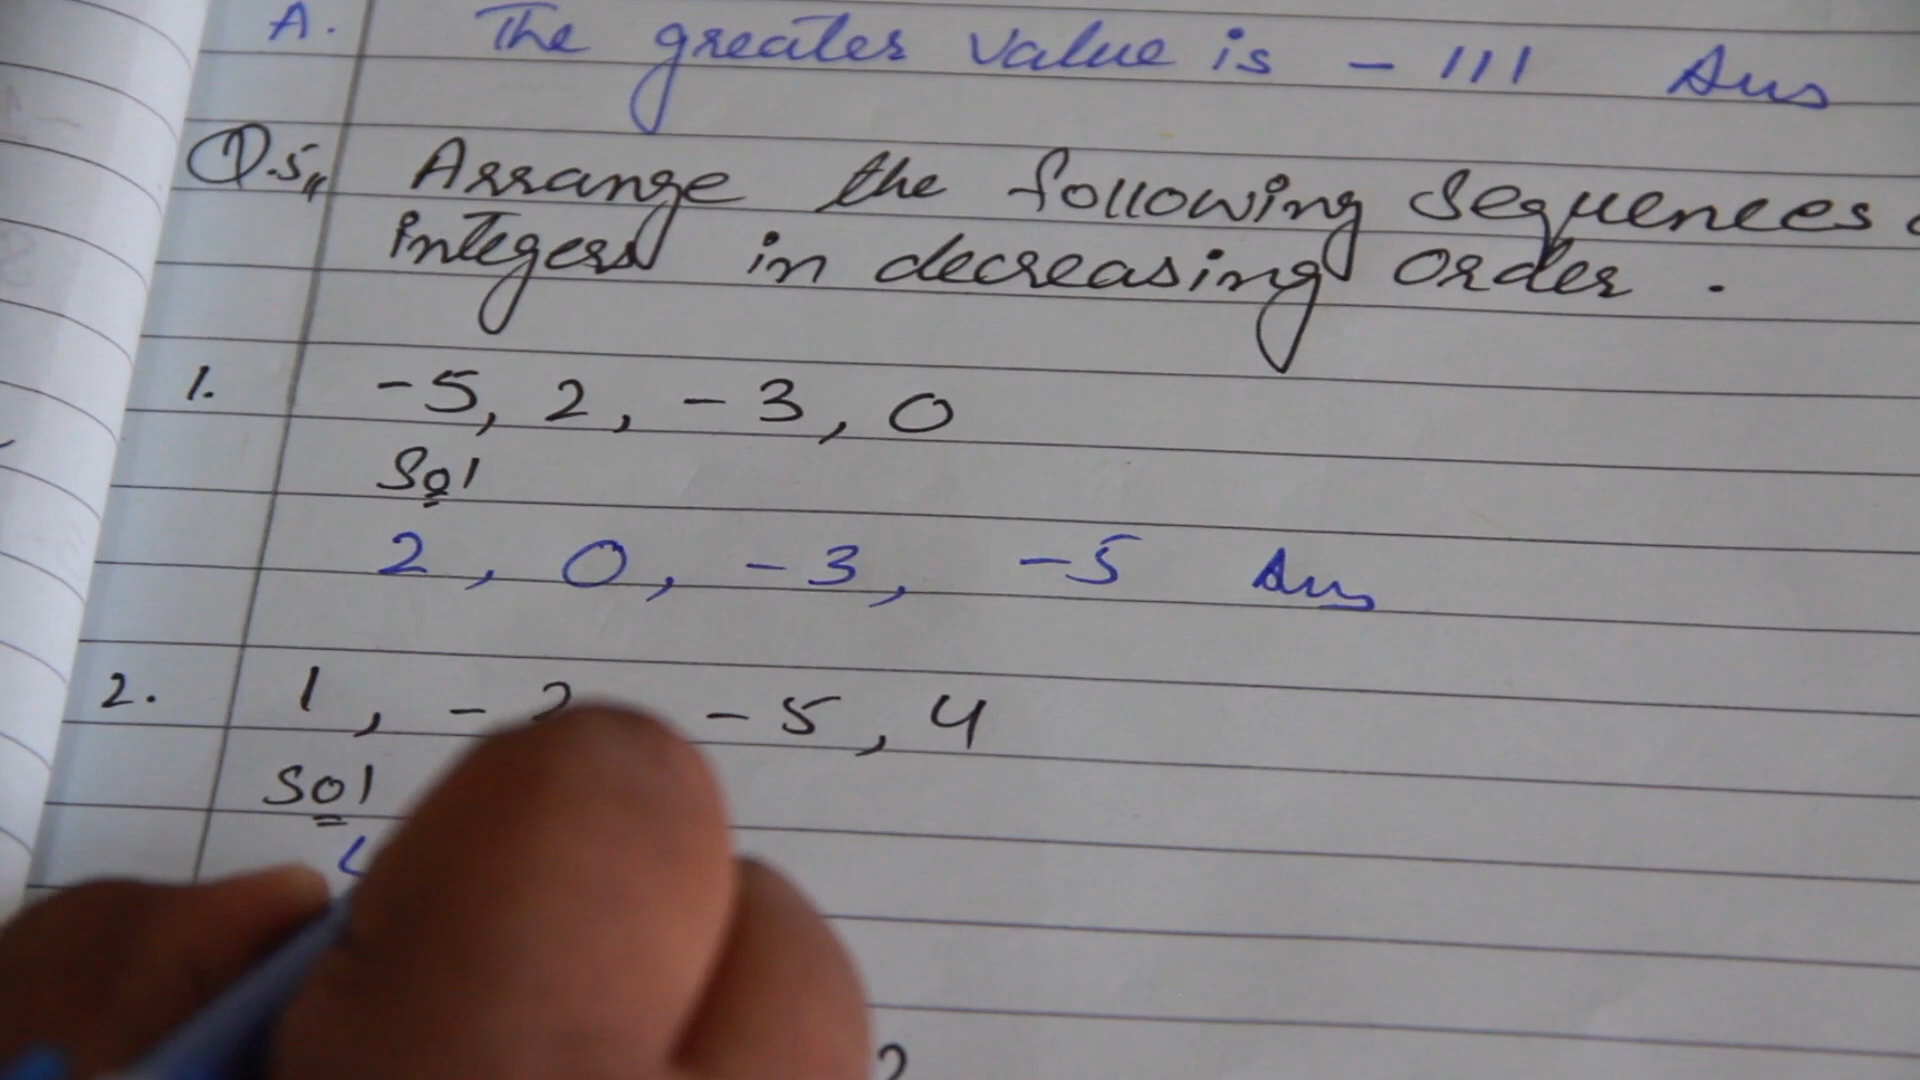 A. The greater value is - 111 Ans
Q.5,, Arrange the following sequences
integers in decreasing order .
1. -5, 2, -3, 0
Sol
2, 0, -3, -5 Ans
2. 1, - -5, 4
Sol